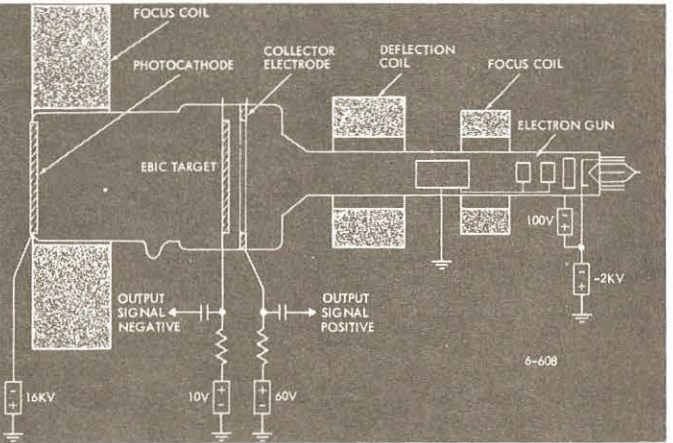 FOCUS COIL
PHOTOCATHODE
COLLECTOR
ELECTRODE
DEFLECTION
COIL
FOCUS COIL
ELECTRON GUN
EBIC TARGET
100V
-2KV
OUTPUT
SIGNAL
NEGATIVE
OUTPUT
SIGNAL
POSITIVE
6-608
16KV
10V
60V